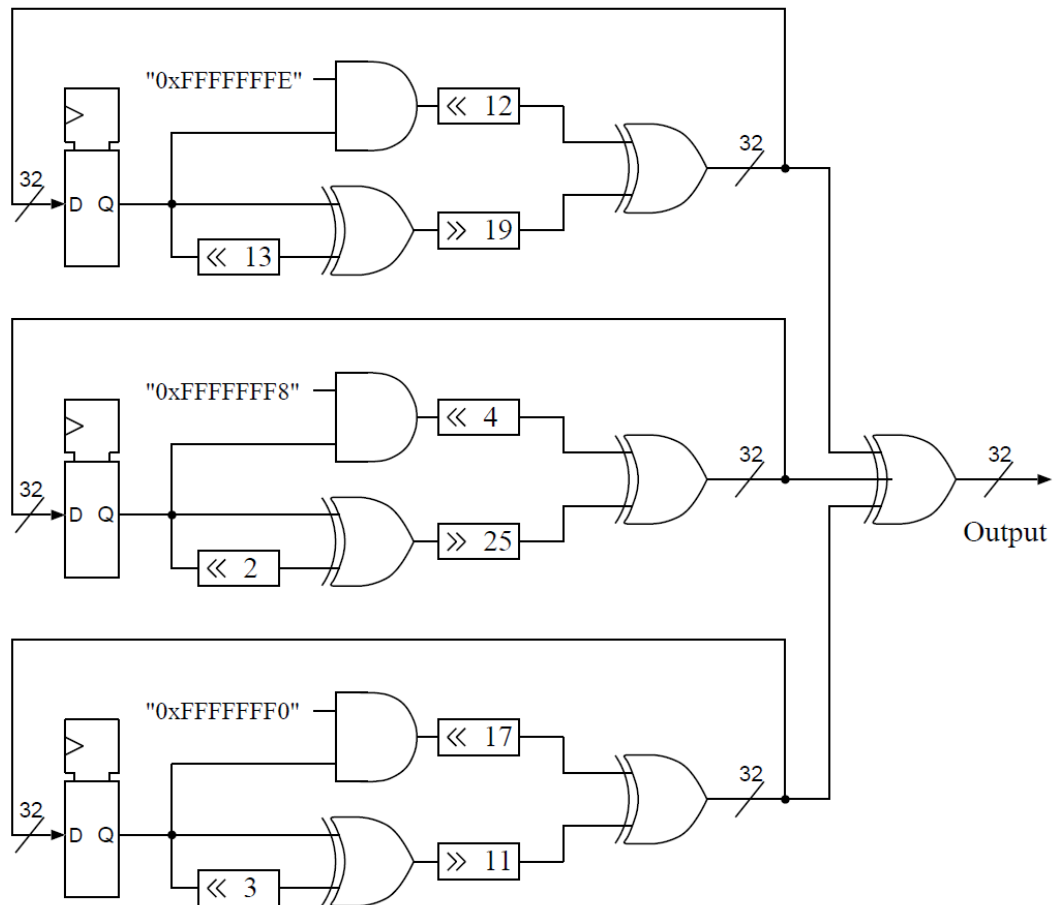 32
"0xFFFFFFFE"
≪ 12
32
D Q
≪ 13
≫ 19
32
"0xFFFFFFF8"
≪ 4
32
D Q
≪ 2
≫ 25
32
Output
"0xFFFFFFF0"
≪ 17
32
32
D Q
≪ 3
≫ 11